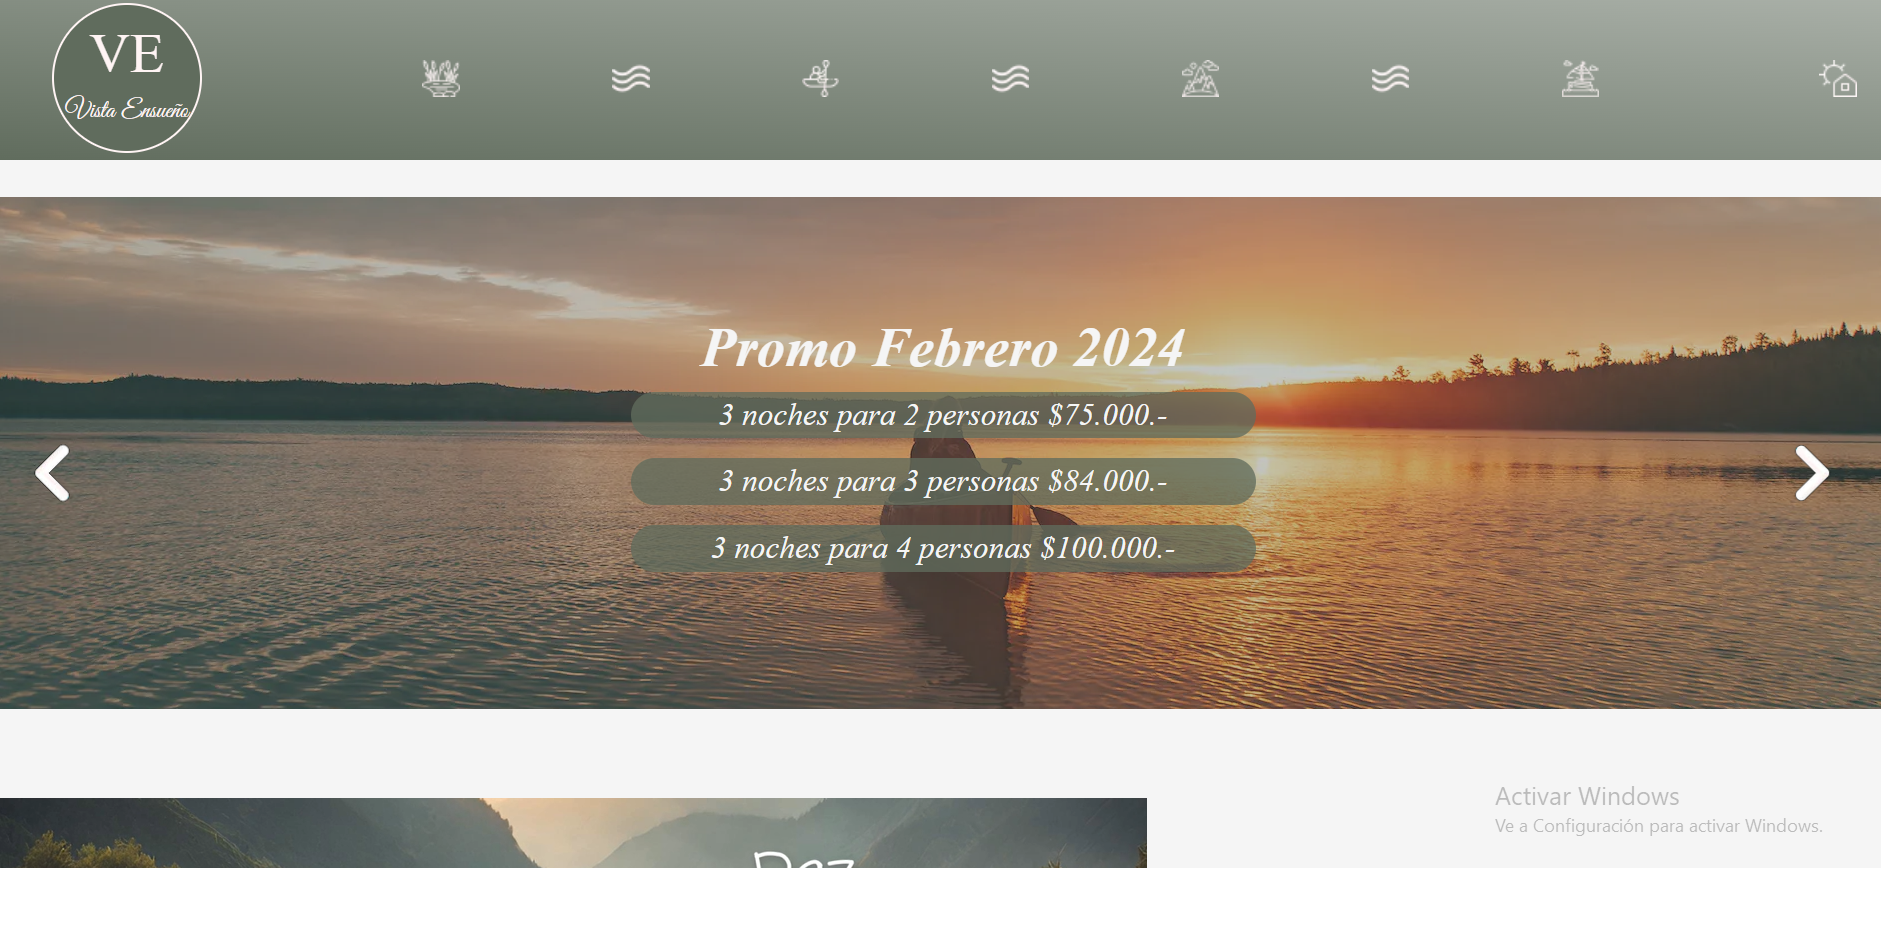 VE
Vista Ensueño
Promo Febrero 2024
3 noches para 2 personas $75.000.-
3 noches para 3 personas $84.000.-
3 noches para 4 personas $100.000.-
Activar Windows
Ve a Configuración para activar Windows.